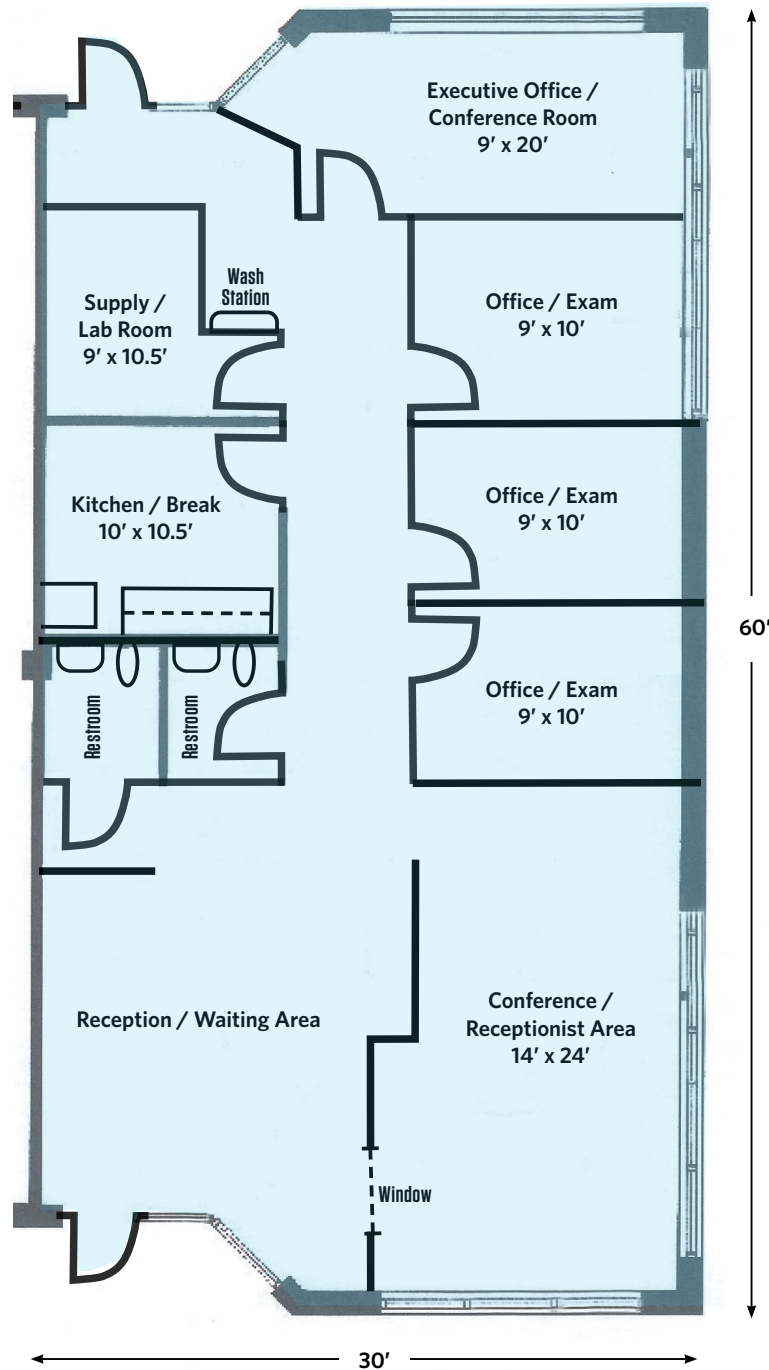 Executive Office /
Conference Room
9′ x 20′
Wash
Station
Supply /
Lab Room
9′ x 10.5′
Office / Exam
9′ x 10′
Kitchen / Break
10′ x 10.5′
Office / Exam
9′ x 10′
60′
Restroom
Restroom
Office / Exam
9′ x 10′
Reception / Waiting Area
Conference /
Receptionist Area
14′ x 24′
Window
30′